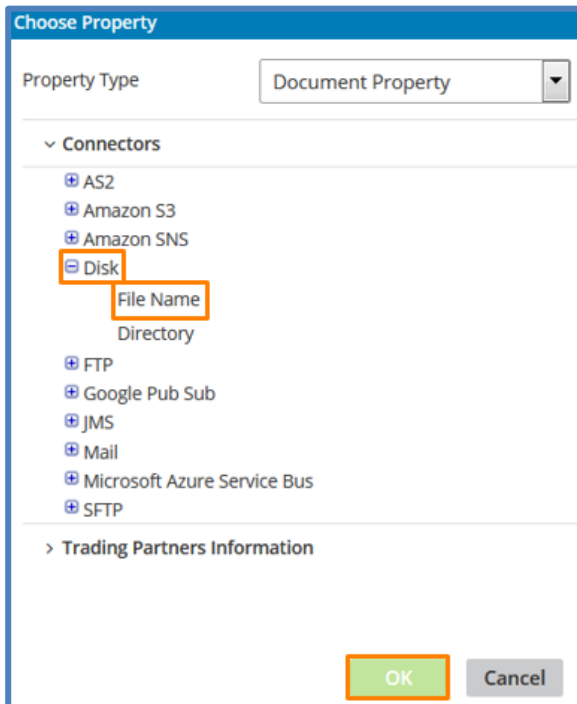 Choose Property
Property Type Document Property
Connectors
AS2
Amazon S3
Amazon SNS
Disk
File Name
Directory
FTP
Google Pub Sub
JMS
Mail
Microsoft Azure Service Bus
SFTP
Trading Partners Information
OK Cancel